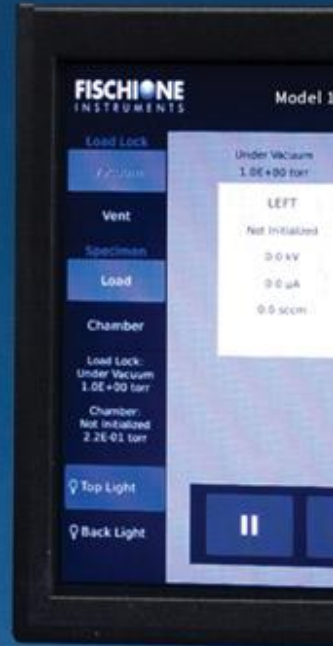 FISCHIONE
INSTRUMENTS
Model 1
Load Lock
Vacuum
Vent
Specimen
Load
Chamber
Load Lock:
Under Vacuum
1.0E+00 torr
Chamber:
Not Initialized
2.2E-01 torr
Top Light
Back Light
Under Vacuum
1.0E+00 torr
LEFT
Not Initialized
0.0 kV
0.0 µA
0.0 sccm